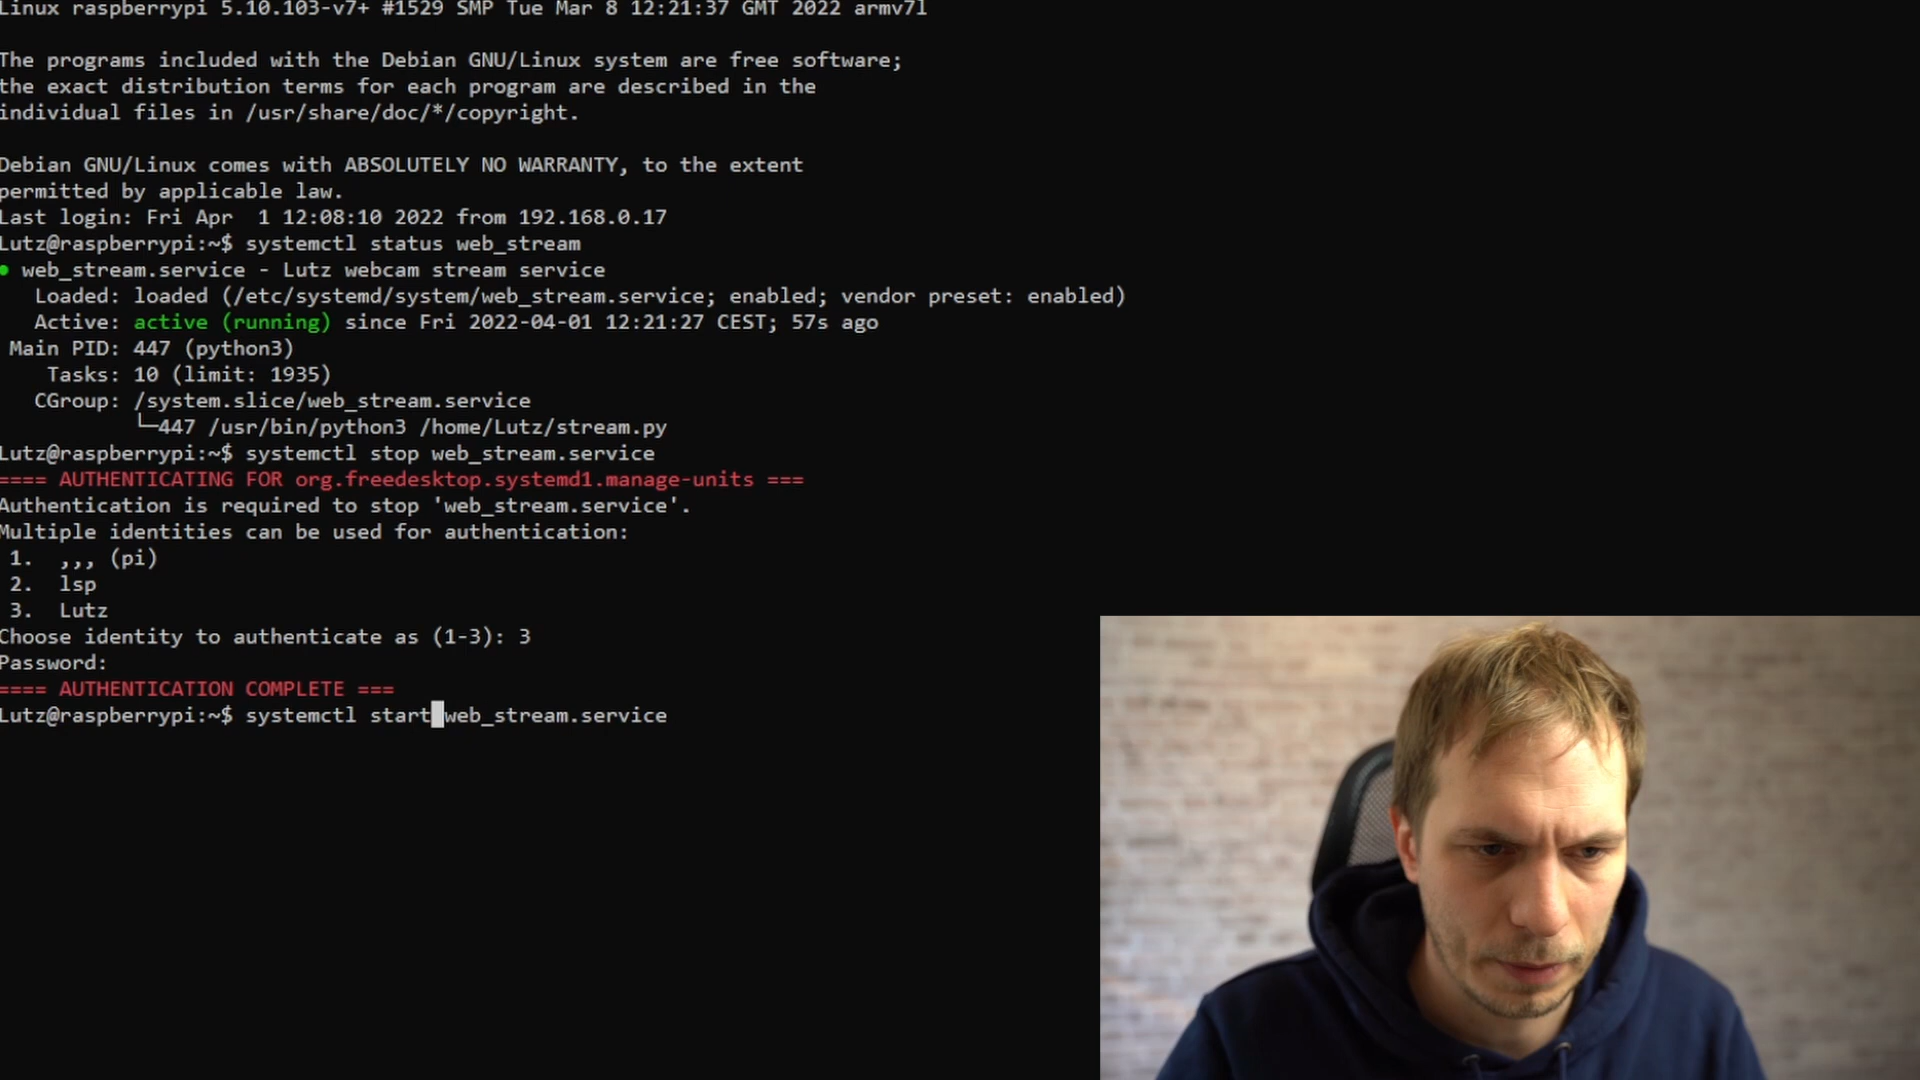 Linux raspberrypi 5.10.103-v7+ #1529 SMP Tue Mar 8 12:21:37 GMT 2022 armv7l
The programs included with the Debian GNU/Linux system are free software;
the exact distribution terms for each program are described in the
individual files in /usr/share/doc/*/copyright.
Debian GNU/Linux comes with ABSOLUTELY NO WARRANTY, to the extent
permitted by applicable law.
Last login: Fri Apr  1 12:08:10 2022 from 192.168.0.17
Lutz@raspberrypi:~$ systemctl status web_stream
● web_stream.service - Lutz webcam stream service
   Loaded: loaded (/etc/systemd/system/web_stream.service; enabled; vendor preset: enabled)
   Active: active (running) since Fri 2022-04-01 12:21:27 CEST; 57s ago
 Main PID: 447 (python3)
    Tasks: 10 (limit: 1935)
   CGroup: /system.slice/web_stream.service
           └─447 /usr/bin/python3 /home/Lutz/stream.py
Lutz@raspberrypi:~$ systemctl stop web_stream.service
==== AUTHENTICATING FOR org.freedesktop.systemd1.manage-units ===
Authentication is required to stop 'web_stream.service'.
Multiple identities can be used for authentication:
 1.  ,,, (pi)
 2.  lsp
 3.  Lutz
Choose identity to authenticate as (1-3): 3
Password:
==== AUTHENTICATION COMPLETE ===
Lutz@raspberrypi:~$ systemctl start web_stream.service